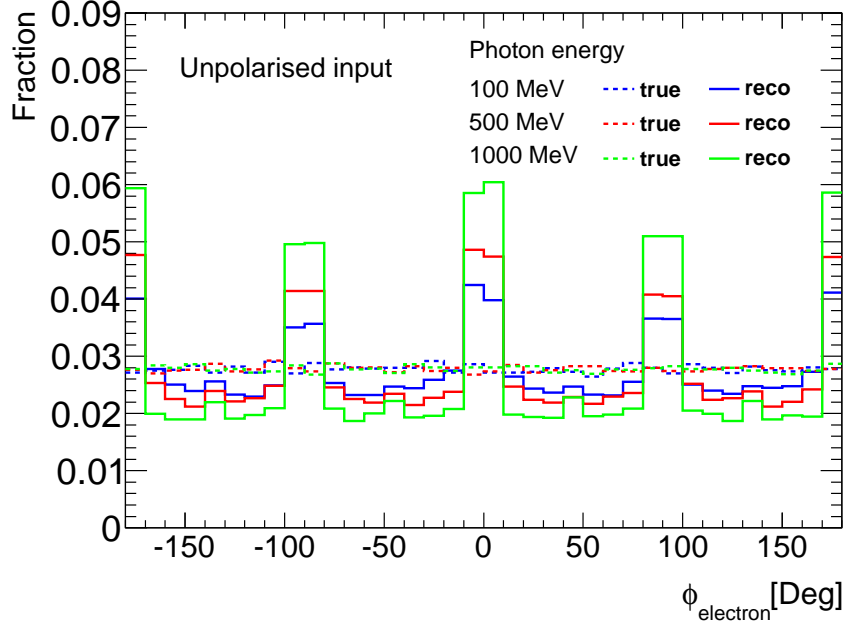 0.09
0.08
0.07
0.06
0.05
0.04
0.03
0.02
0.01
0
Fraction
Unpolarised input
Photon energy
100 MeV true reco
500 MeV true reco
1000 MeV true reco
-150 -100 -50 0 50 100 150
ϕelectron[Deg]